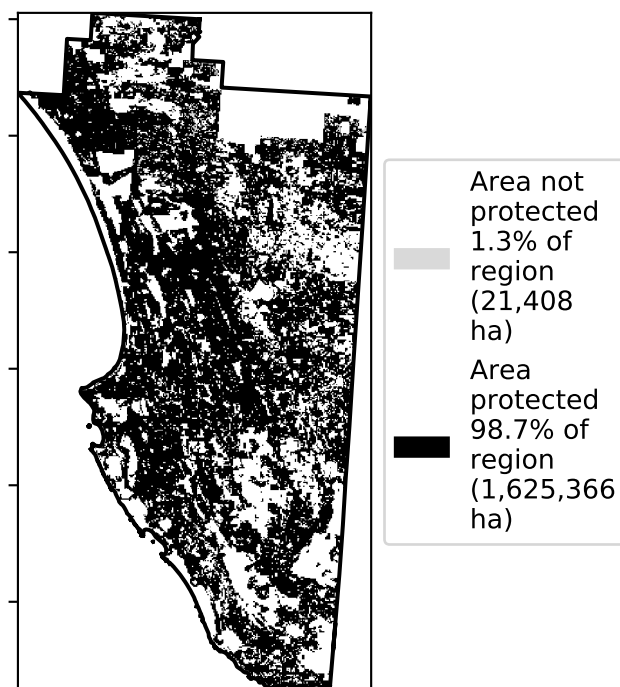 Area not
protected
1.3% of
region
(21,408
ha)
Area
protected
98.7% of
region
(1,625,366
ha)